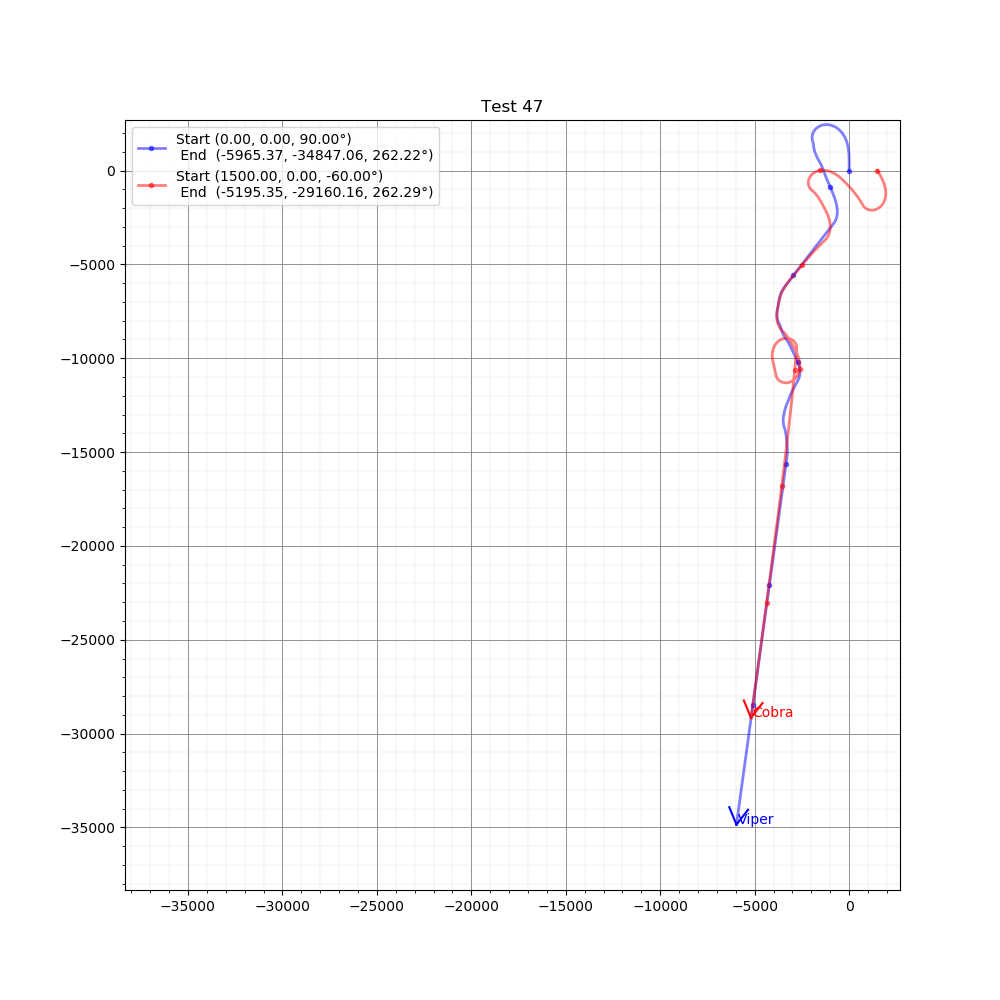 Test 47
Start (0.00, 0.00, 90.00°)
End (-5965.37, -34847.06, 262.22°)
Start (1500.00, 0.00, -60.00°)
End (-5195.35, -29160.16, 262.29°)
0
−5000
−10000
−15000
−20000
−25000
−30000
−35000
Cobra
Viper
−35000 −30000 −25000 −20000 −15000 −10000 −5000 0